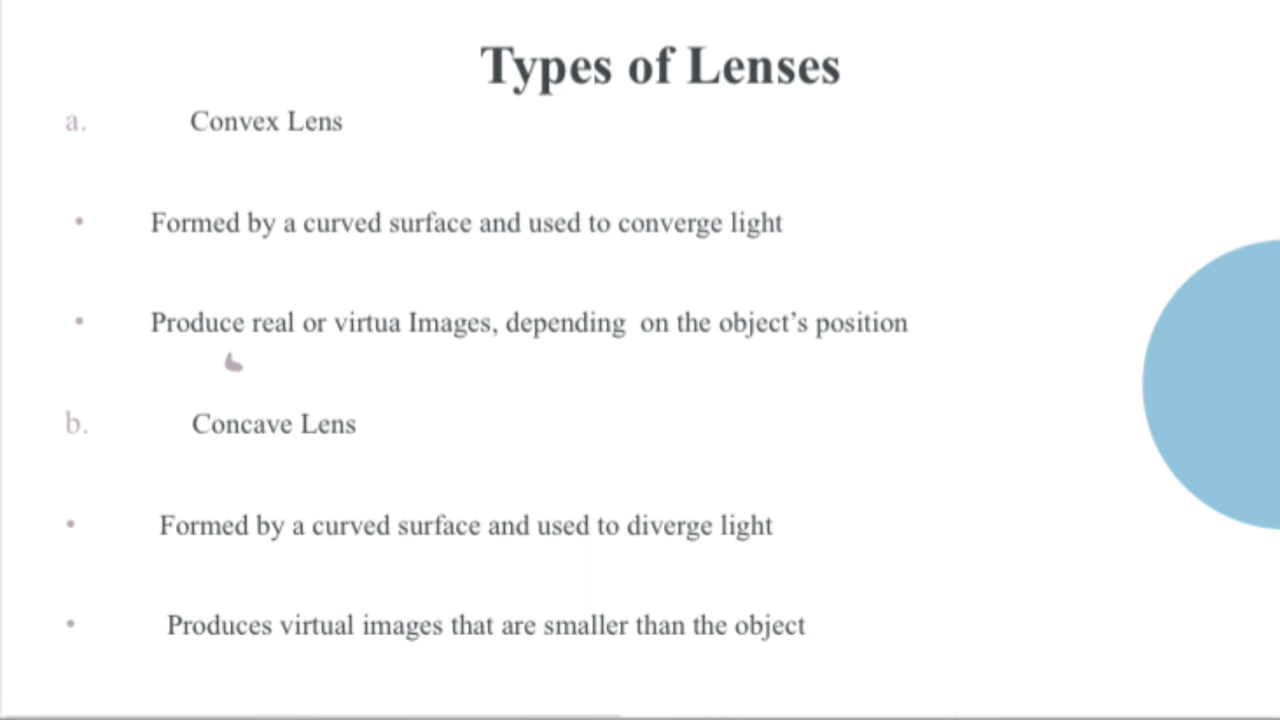 Types of Lenses
a. Convex Lens
• Formed by a curved surface and used to converge light
• Produce real or virtua Images, depending on the object’s position
b. Concave Lens
• Formed by a curved surface and used to diverge light
• Produces virtual images that are smaller than the object